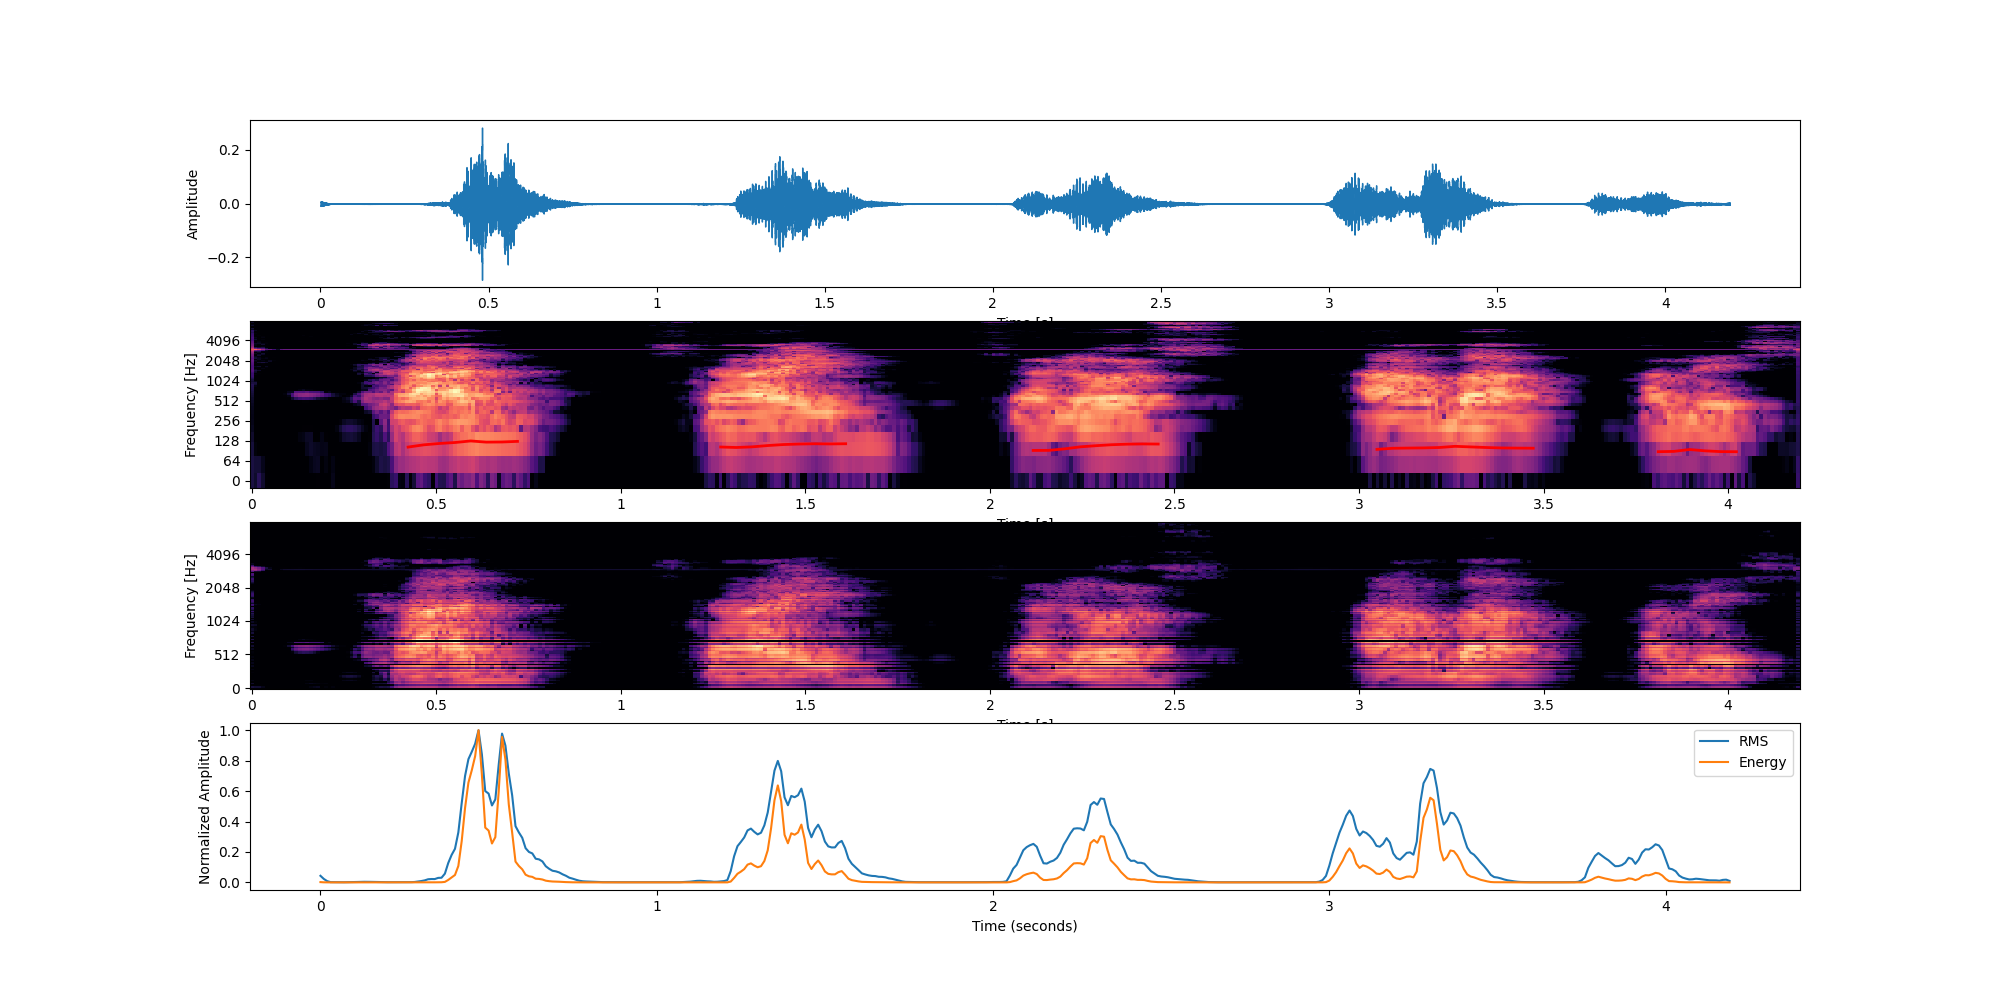 0.2
0.0
−0.2
Amplitude
0 0.5 1 1.5 2 2.5 3 3.5 4
4096
2048
1024
512
256
128
64
0
Frequency [Hz]
0 0.5 1 1.5 2 2.5 3 3.5 4
4096
2048
1024
512
0
Frequency [Hz]
0 0.5 1 1.5 2 2.5 3 3.5 4
1.0
0.8
0.6
0.4
0.2
0.0
Normalized Amplitude
RMS
Energy
0 1 2 3 4
Time (seconds)